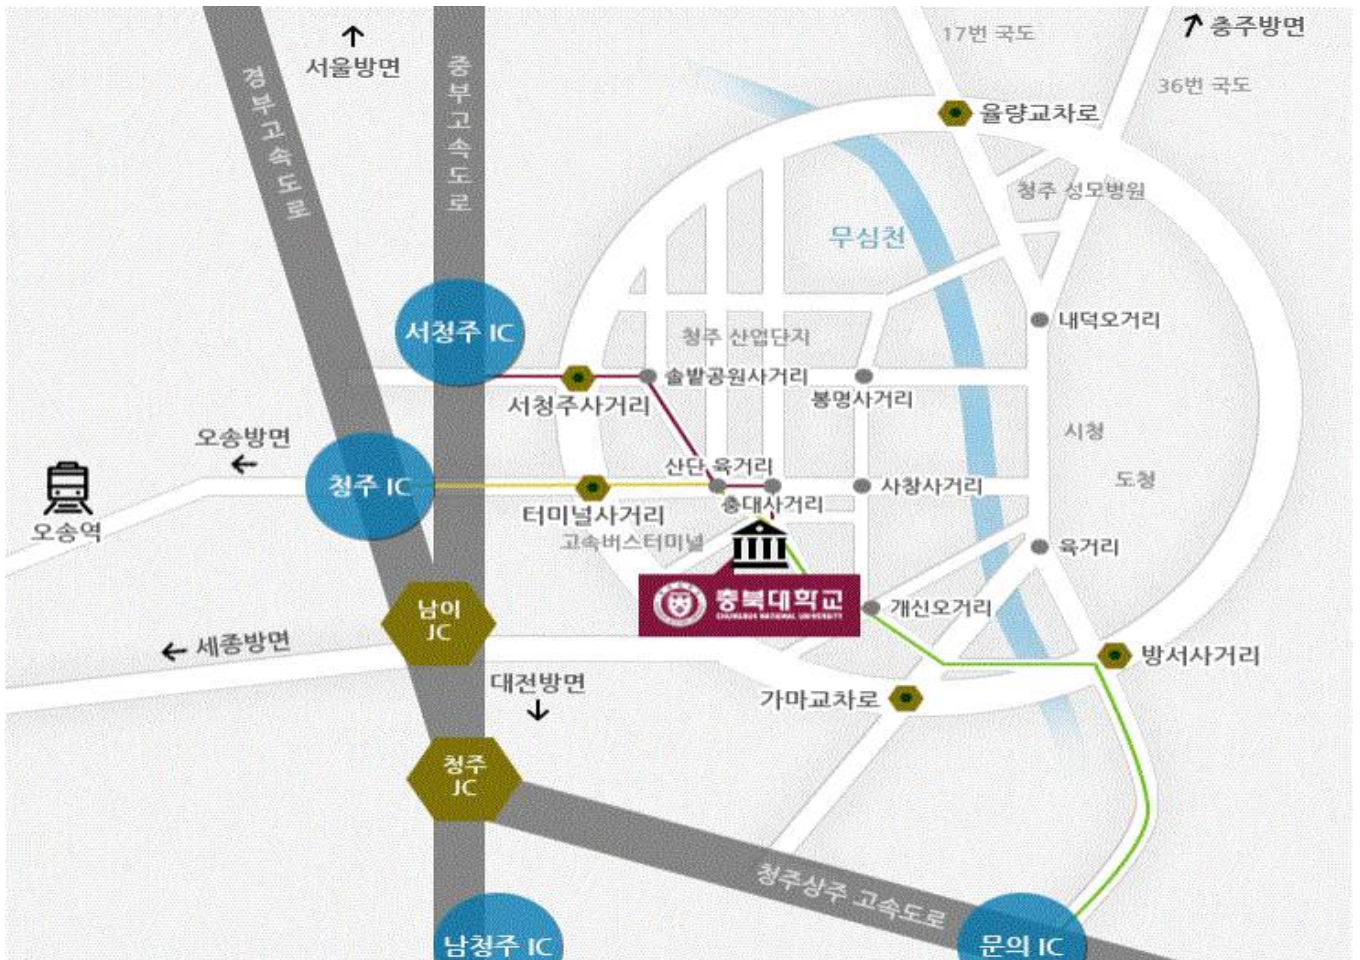 17번 국도
충주방면
서울방면
경부고속도로
중부고속도로
36번 국도
율량교차로
청주 성모병원
무심천
서청주 IC
청주 산업단지
내덕오거리
솔밭공원사거리
서청주사거리
봉명사거리
오송방면
시청
산단 육거리
청주 IC
사창사거리
도청
충대사거리
터미널사거리
오송역
고속버스터미널
육거리
충북대학교
CHUNGBUK NATIONAL UNIVERSITY
개신오거리
남이
JC
세종방면
방서사거리
대전방면
가마교차로
청주
JC
청주상주 고속도로
남청주 IC
문의 IC